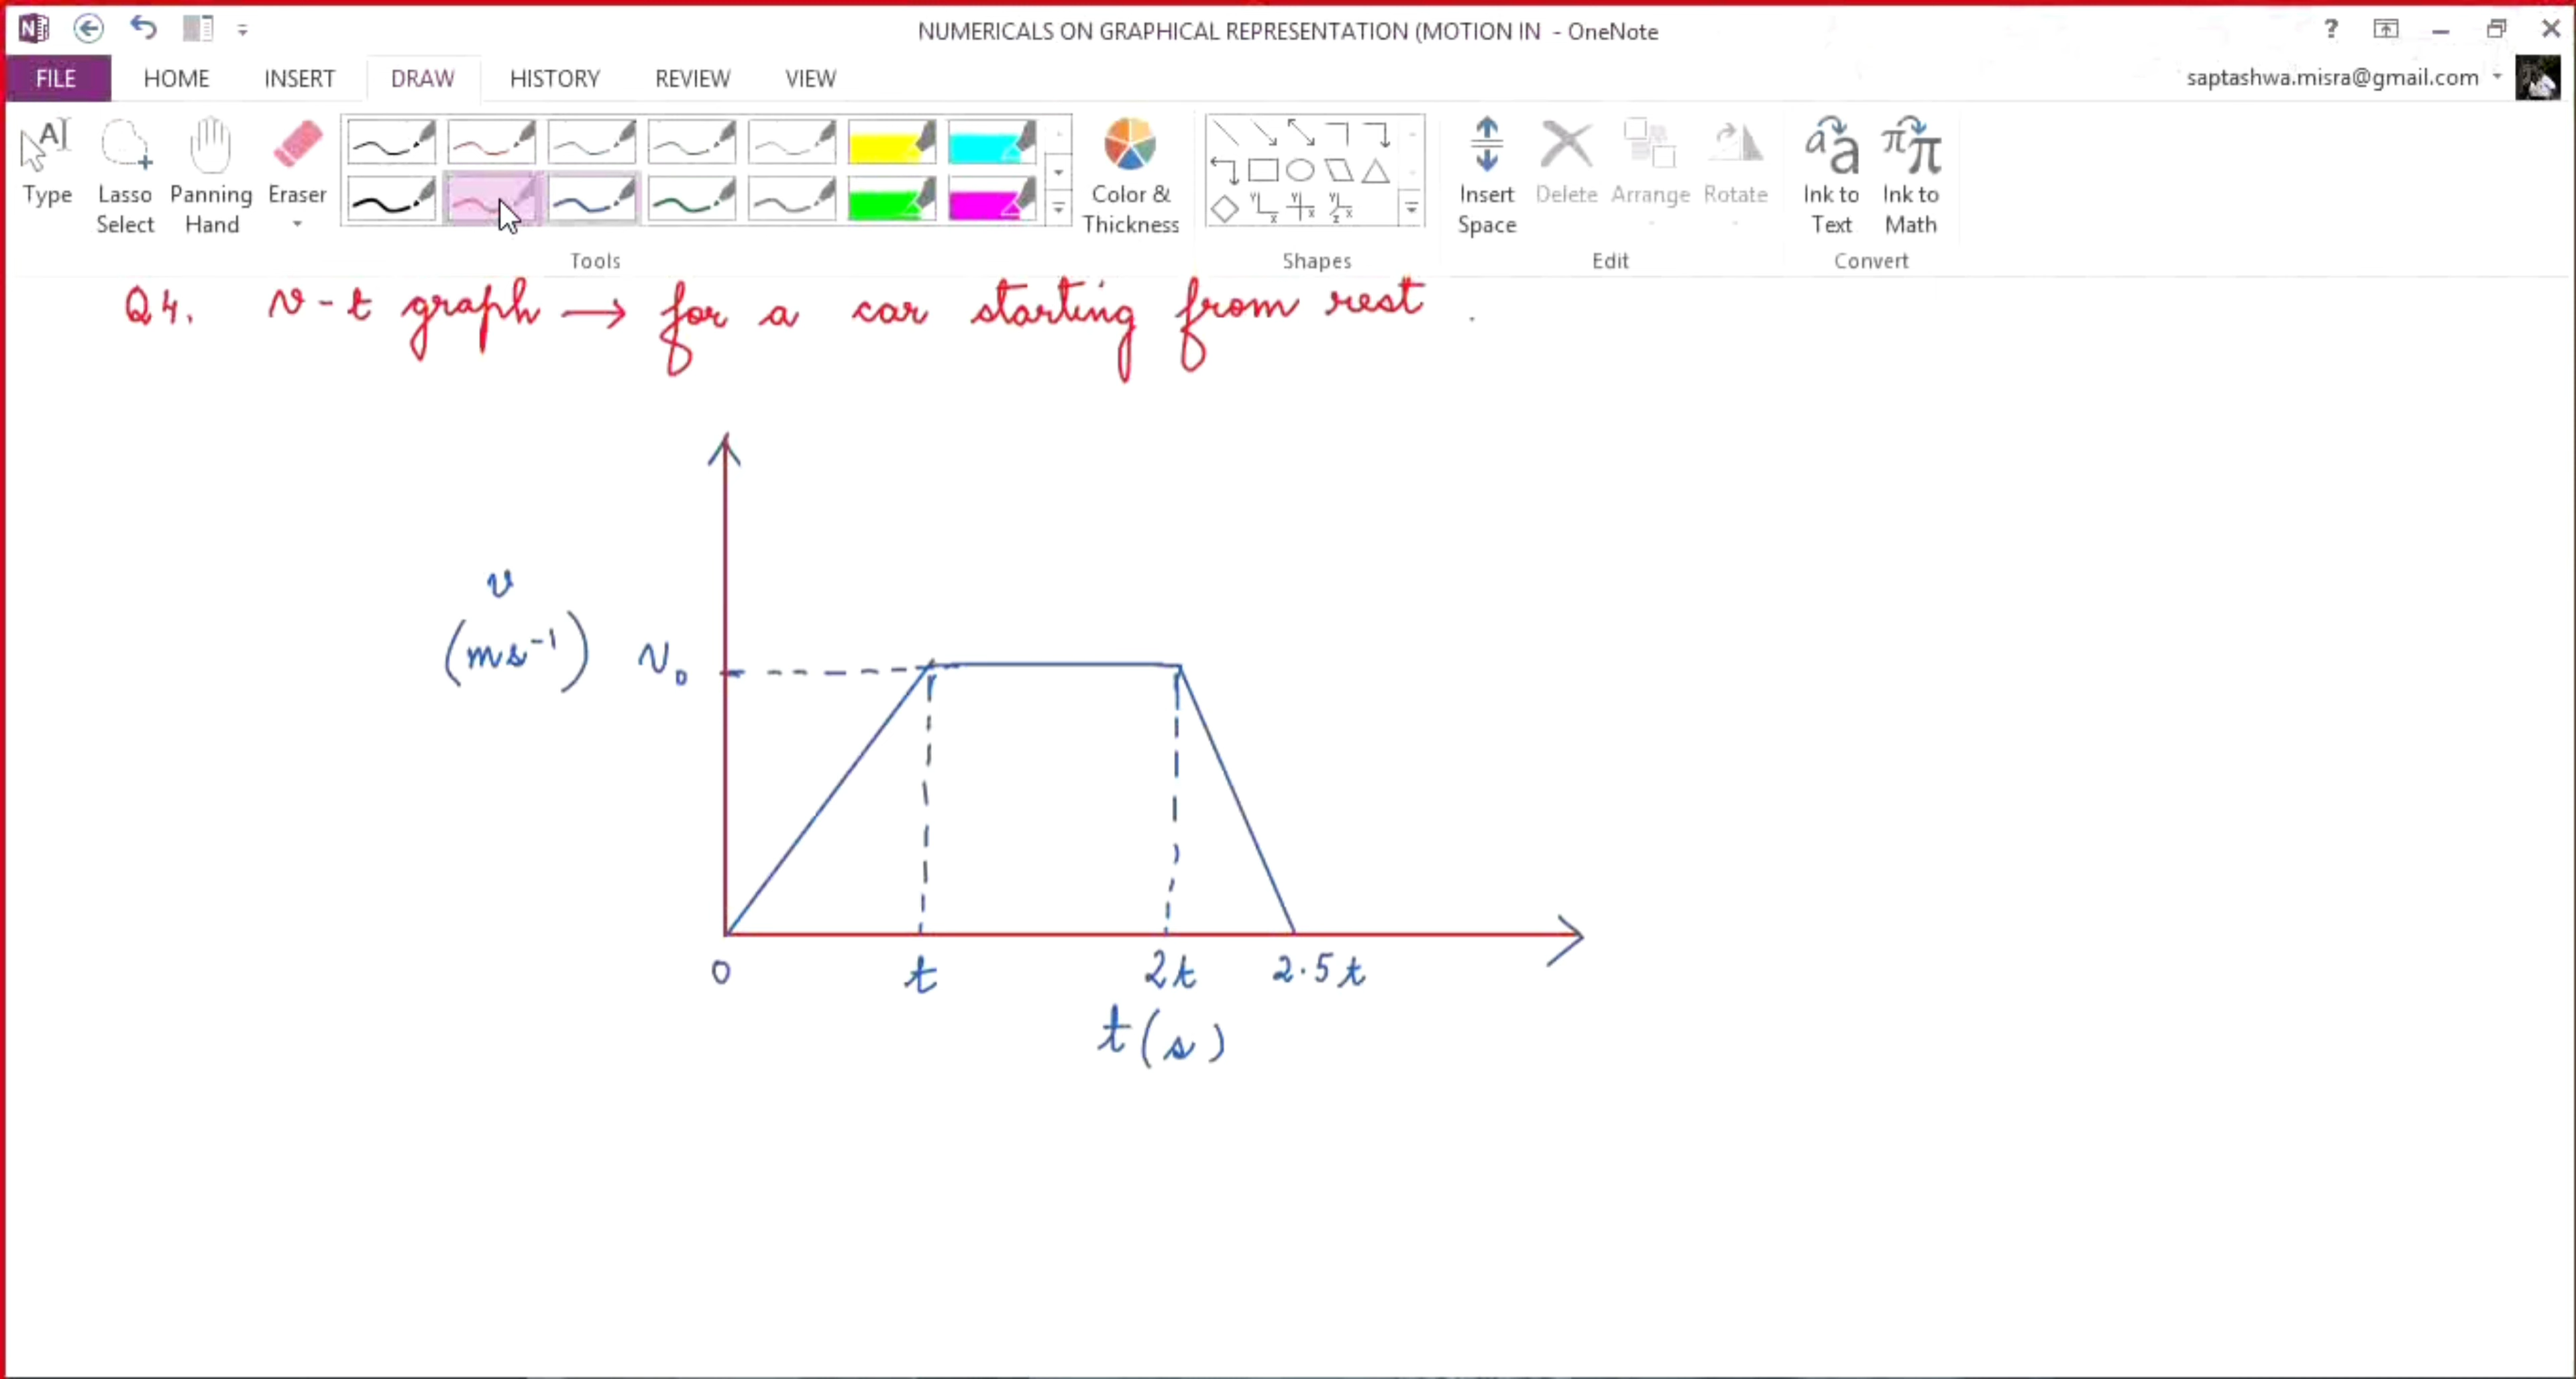 NUMERICALS ON GRAPHICAL REPRESENTATION (MOTION IN - OneNote
?
FILE HOME INSERT DRAW HISTORY REVIEW VIEW
saptashwa.misra@gmail.com
Type
Lasso Select
Panning Hand
Eraser
Color & Thickness
Insert Space
Delete
Arrange
Rotate
Ink to Text
Ink to Math
Tools Shapes Edit Convert
Q4. v-t graph → for a car starting from rest .
v
(ms⁻¹) v₀
0 t 2t 2.5t
t(s)